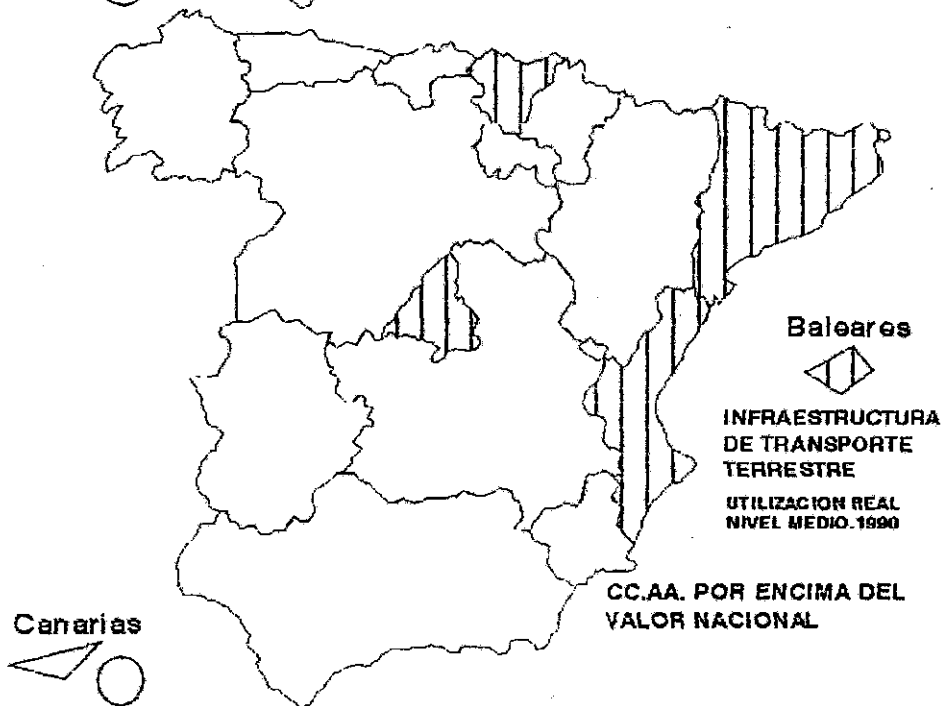 Baleares
INFRAESTRUCTURA
DE TRANSPORTE
TERRESTRE
UTILIZACION REAL
NIVEL MEDIO.1990
CC.AA. POR ENCIMA DEL
VALOR NACIONAL
Canarias